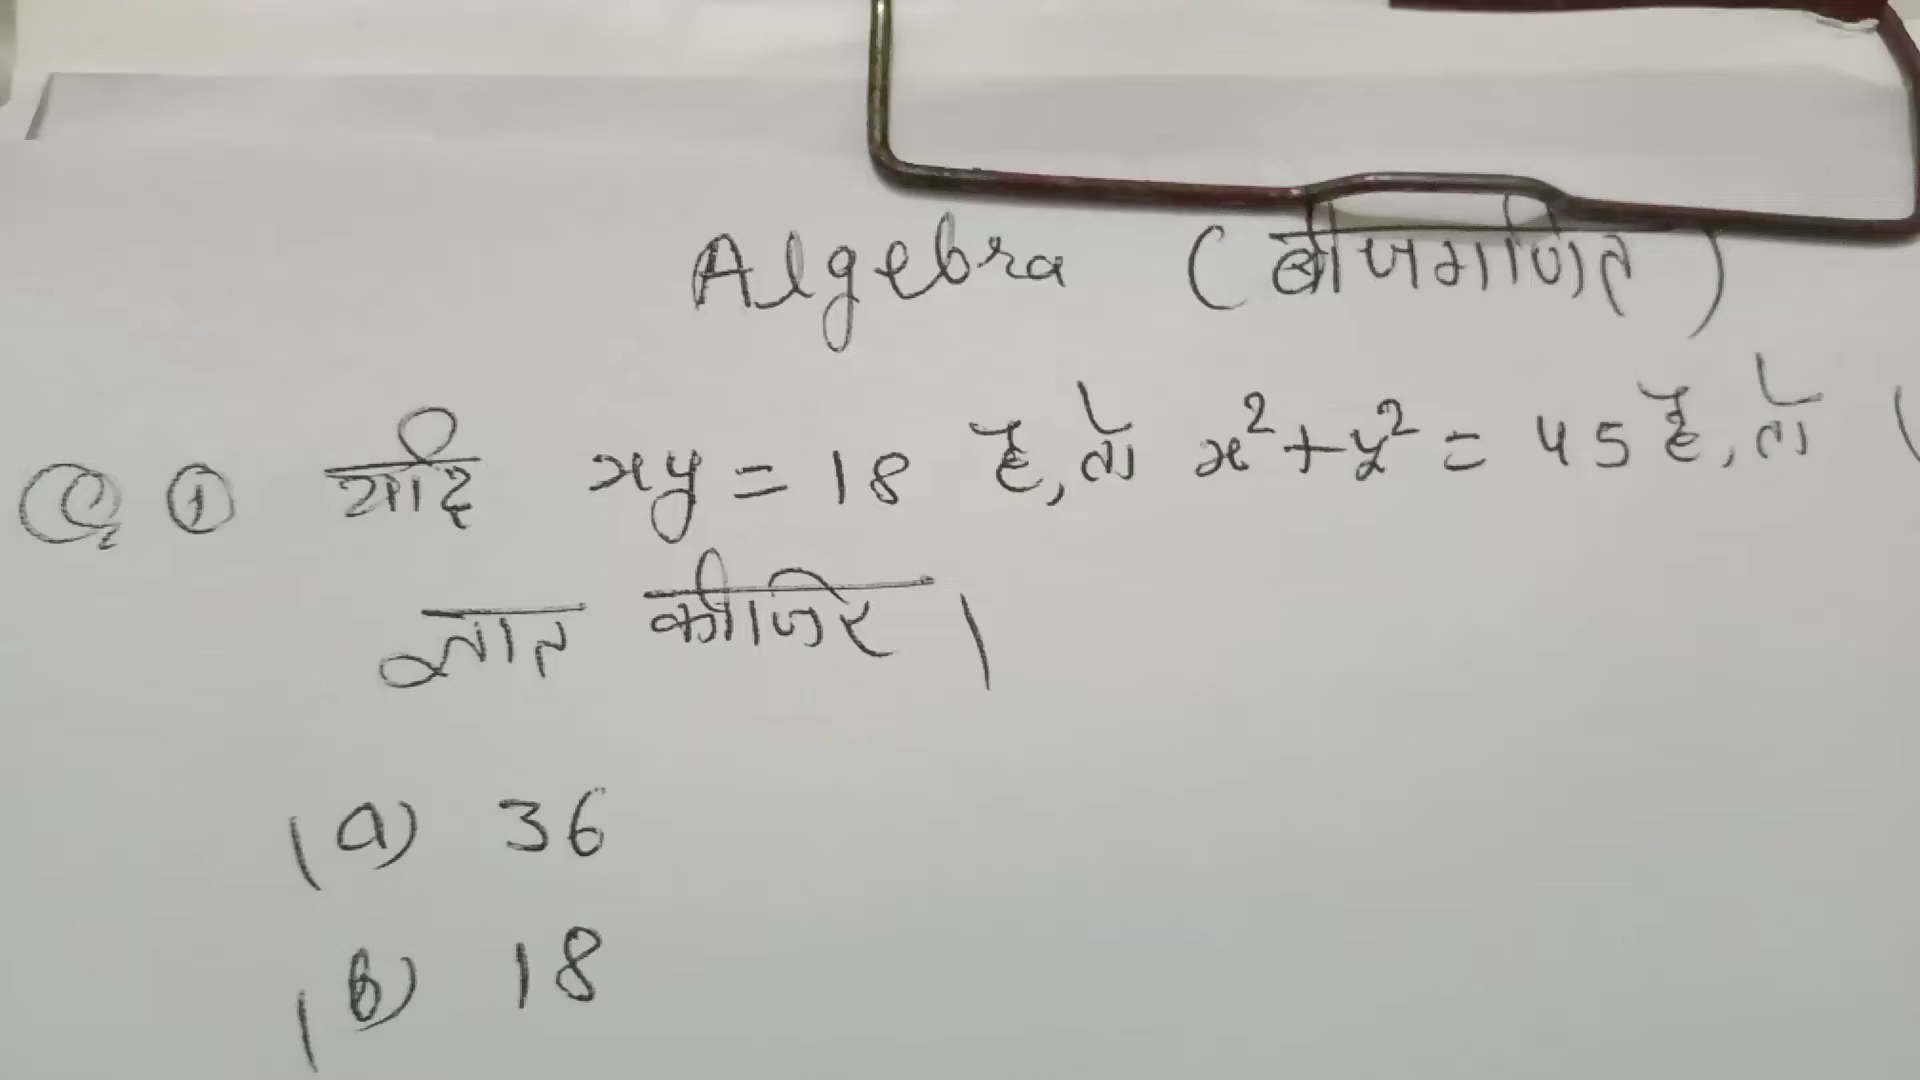 Algebra (बीजगणित)
Q ① यदि xy = 18 है, तो x² + y² = 45 है, तो (
ज्ञात कीजिए।
(a) 36
(b) 18